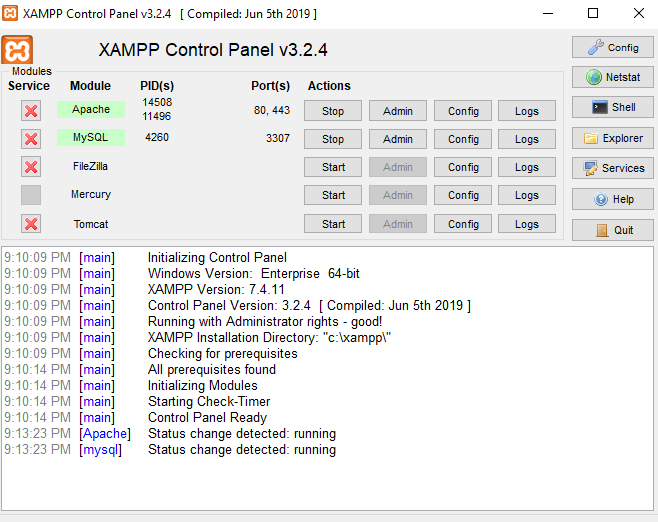 XAMPP Control Panel v3.2.4 [ Compiled: Jun 5th 2019 ]
XAMPP Control Panel v3.2.4
Config
Modules
Service Module PID(s) Port(s) Actions
Netstat
Apache 14508 11496 80, 443 Stop Admin Config Logs
Shell
MySQL 4260 3307 Stop Admin Config Logs
Explorer
FileZilla Start Admin Config Logs
Services
Mercury Start Admin Config Logs
Help
Tomcat Start Admin Config Logs
Quit
9:10:09 PM [main] Initializing Control Panel
9:10:09 PM [main] Windows Version: Enterprise 64-bit
9:10:09 PM [main] XAMPP Version: 7.4.11
9:10:09 PM [main] Control Panel Version: 3.2.4 [ Compiled: Jun 5th 2019 ]
9:10:09 PM [main] Running with Administrator rights - good!
9:10:09 PM [main] XAMPP Installation Directory: "c:\xampp\"
9:10:09 PM [main] Checking for prerequisites
9:10:14 PM [main] All prerequisites found
9:10:14 PM [main] Initializing Modules
9:10:14 PM [main] Starting Check-Timer
9:10:14 PM [main] Control Panel Ready
9:13:23 PM [Apache] Status change detected: running
9:13:23 PM [mysql] Status change detected: running